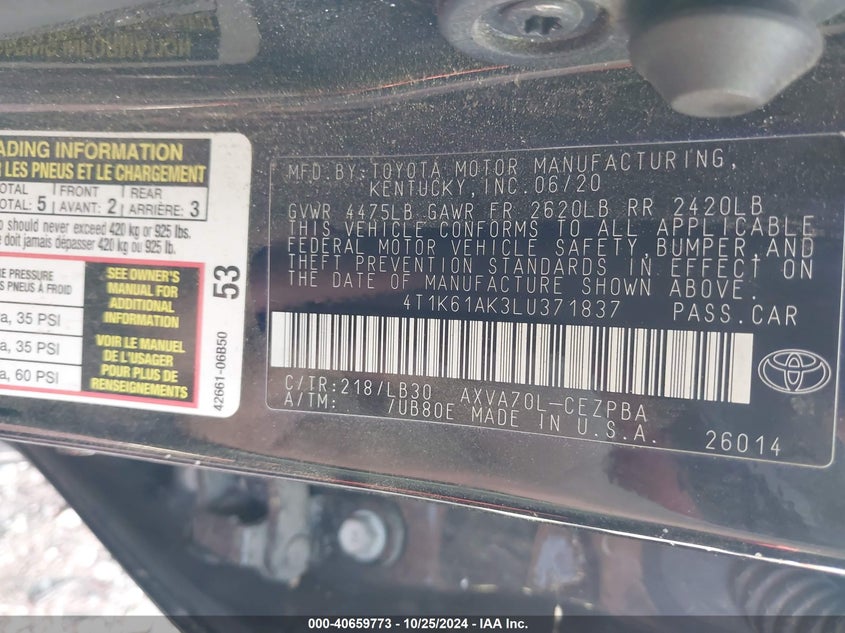 ADING INFORMATION
LES PNEUS ET LE CHARGEMENT
TOTAL: 5
FRONT
AVANT: 2
REAR
ARRIÈRE: 3
should never exceed 420 kg or 925 lbs.
doit jamais dépasser 420 kg ou 925 lb.
PRESSURE
PNEUS À FROID
35 PSI
35 PSI
60 PSI
SEE OWNER'S
MANUAL FOR
ADDITIONAL
INFORMATION
VOIR LE MANUEL
DE L'USAGER
POUR PLUS DE
RENSEIGNEMENTS
53
42661-06B50
MFD.BY:TOYOTA MOTOR MANUFACTURING,
KENTUCKY,INC.06/20
GVWR 4475LB GAWR FR 2620LB RR 2420LB
THIS VEHICLE CONFORMS TO ALL APPLICABLE
FEDERAL MOTOR VEHICLE SAFETY,BUMPER,AND
THEFT PREVENTION STANDARDS IN EFFECT ON
THE DATE OF MANUFACTURE SHOWN ABOVE.
4T1K61AK3LU371837 PASS.CAR
C/TR:218/LB30 AXVA70L-CEZPBA
A/TM: 7UB80E MADE IN U.S.A.
26014
000-40659773 - 10/25/2024 - IAA Inc.